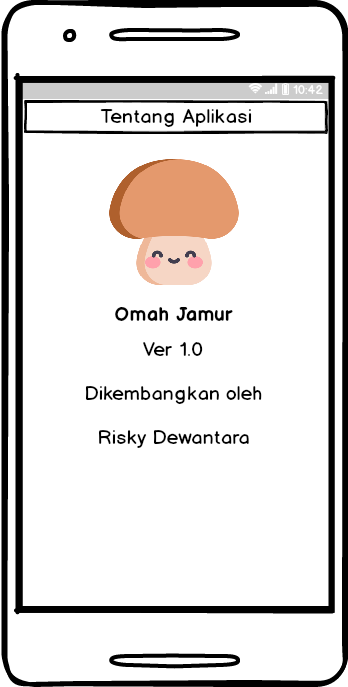 10:42
Tentang Aplikasi
Omah Jamur
Ver 1.0
Dikembangkan oleh
Risky Dewantara